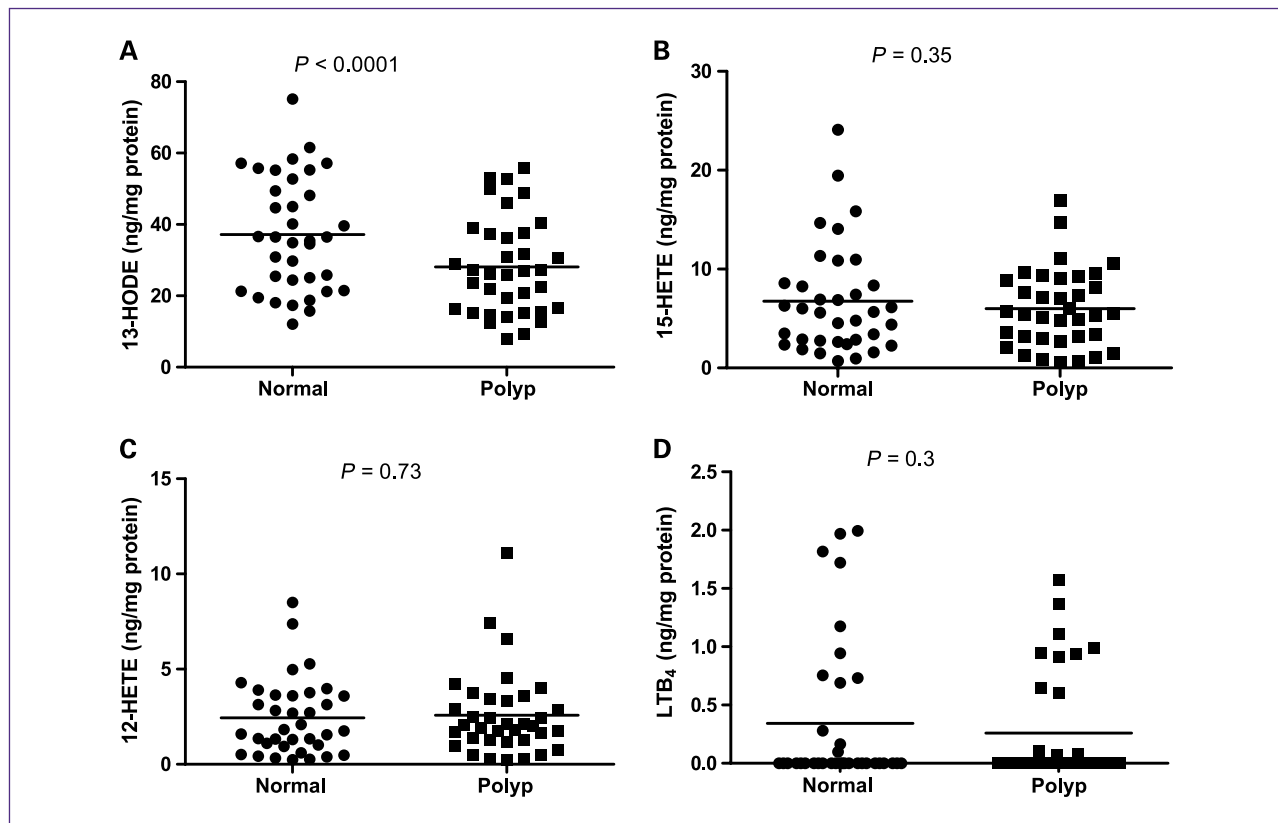 A
P < 0.0001
13-HODE (ng/mg protein)
80
60
40
20
0
Normal
Polyp
B
P = 0.35
15-HETE (ng/mg protein)
30
20
10
0
Normal
Polyp
C
P = 0.73
12-HETE (ng/mg protein)
15
10
5
0
Normal
Polyp
D
P = 0.3
LTB₄ (ng/mg protein)
2.5
2.0
1.5
1.0
0.5
0.0
Normal
Polyp